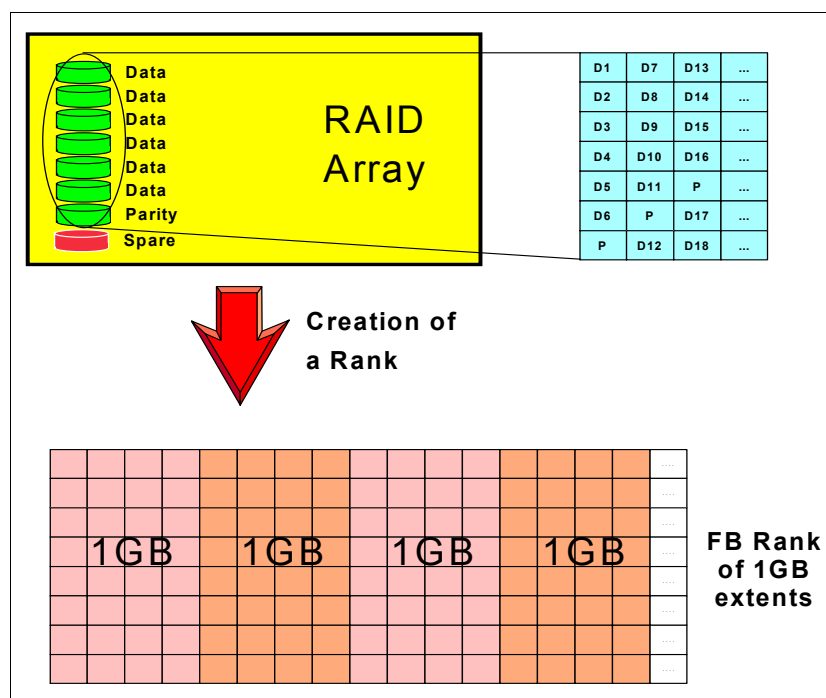 Data
Data
Data
Data
Data
Data
Parity
Spare
RAID
Array
D1 D7 D13 ...
D2 D8 D14 ...
D3 D9 D15 ...
D4 D10 D16 ...
D5 D11 P ...
D6 P D17 ...
P D12 D18 ...
Creation of
a Rank
....
....
....
1GB 1GB 1GB 1GB ....
....
....
....
....
FB Rank
of 1GB
extents